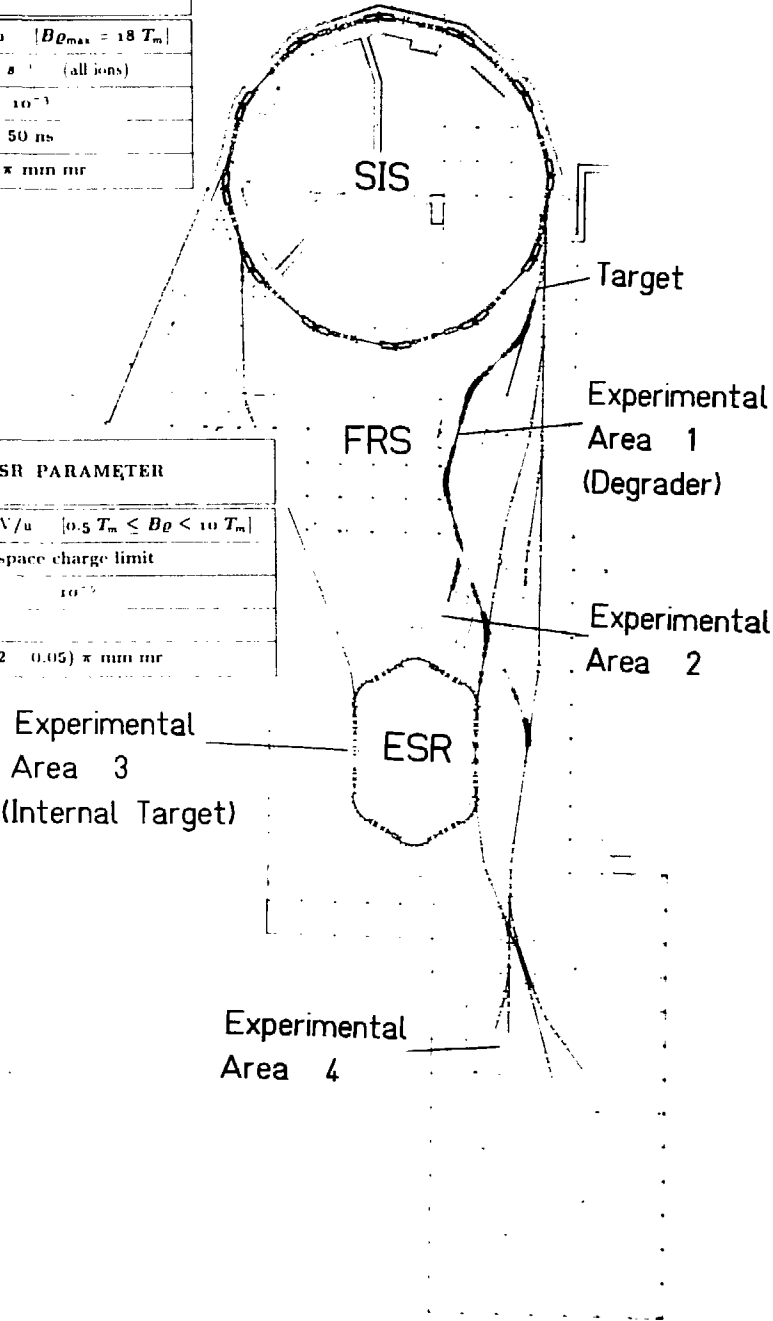 [Bϱmax = 18 Tm]
(all ions)
10⁻³
50 ns
π mm mr
SIS
Target
Experimental
Area 1
(Degrader)
FRS
SR PARAMETER
V/u [0.5 Tm ≤ Bϱ < 10 Tm]
space charge limit
0.05) π mm mr
Experimental
Area 2
Experimental
Area 3
(Internal Target)
ESR
Experimental
Area 4